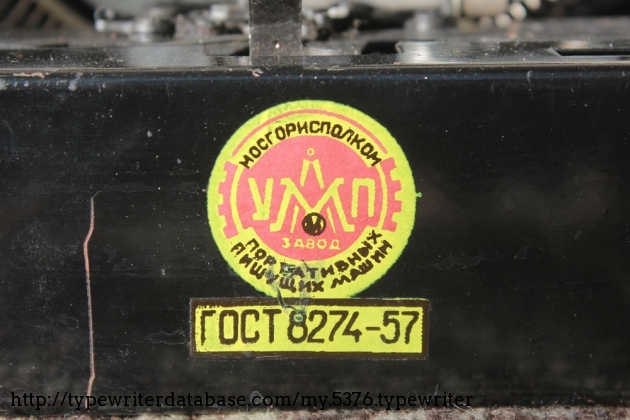 МОСГОРИСПОЛКОМ
УМП
ЗАВОД
ПОРТАТИВНЫХ
ПИШУЩИХ МАШИН
ГОСТ 8274-57
http://typewriterdatabase.com/my.5376.typewriter